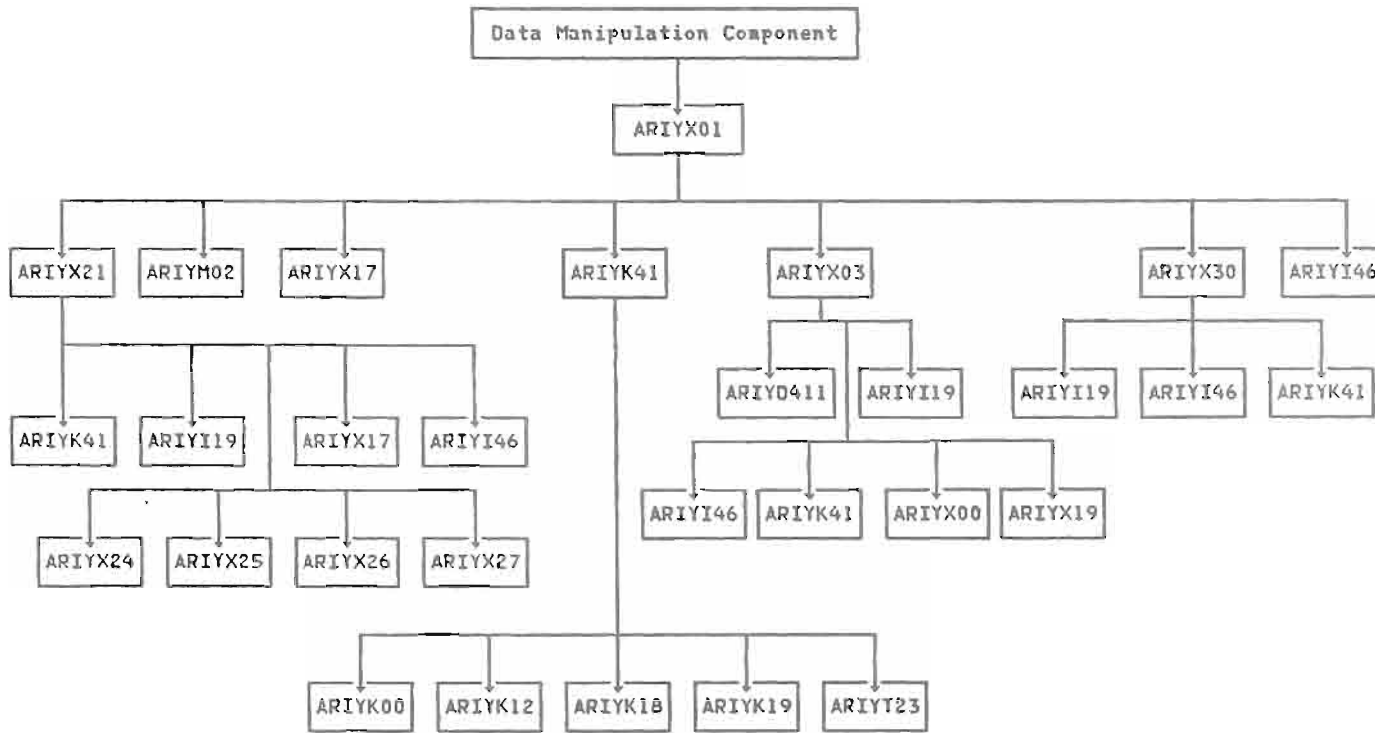 Data Manipulation Component
ARIYX01
ARIYX21
ARIYM02
ARIYX17
ARIYK41
ARIYX03
ARIYX30
ARIYI46
ARIYD411
ARIYI19
ARIYI19
ARIYI46
ARIYK41
ARIYK41
ARIYI19
ARIYX17
ARIYI46
ARIYI46
ARIYK41
ARIYX00
ARIYX19
ARIYX24
ARIYX25
ARIYX26
ARIYX27
ARIYK00
ARIYK12
ARIYK18
ARIYK19
ARIYT23